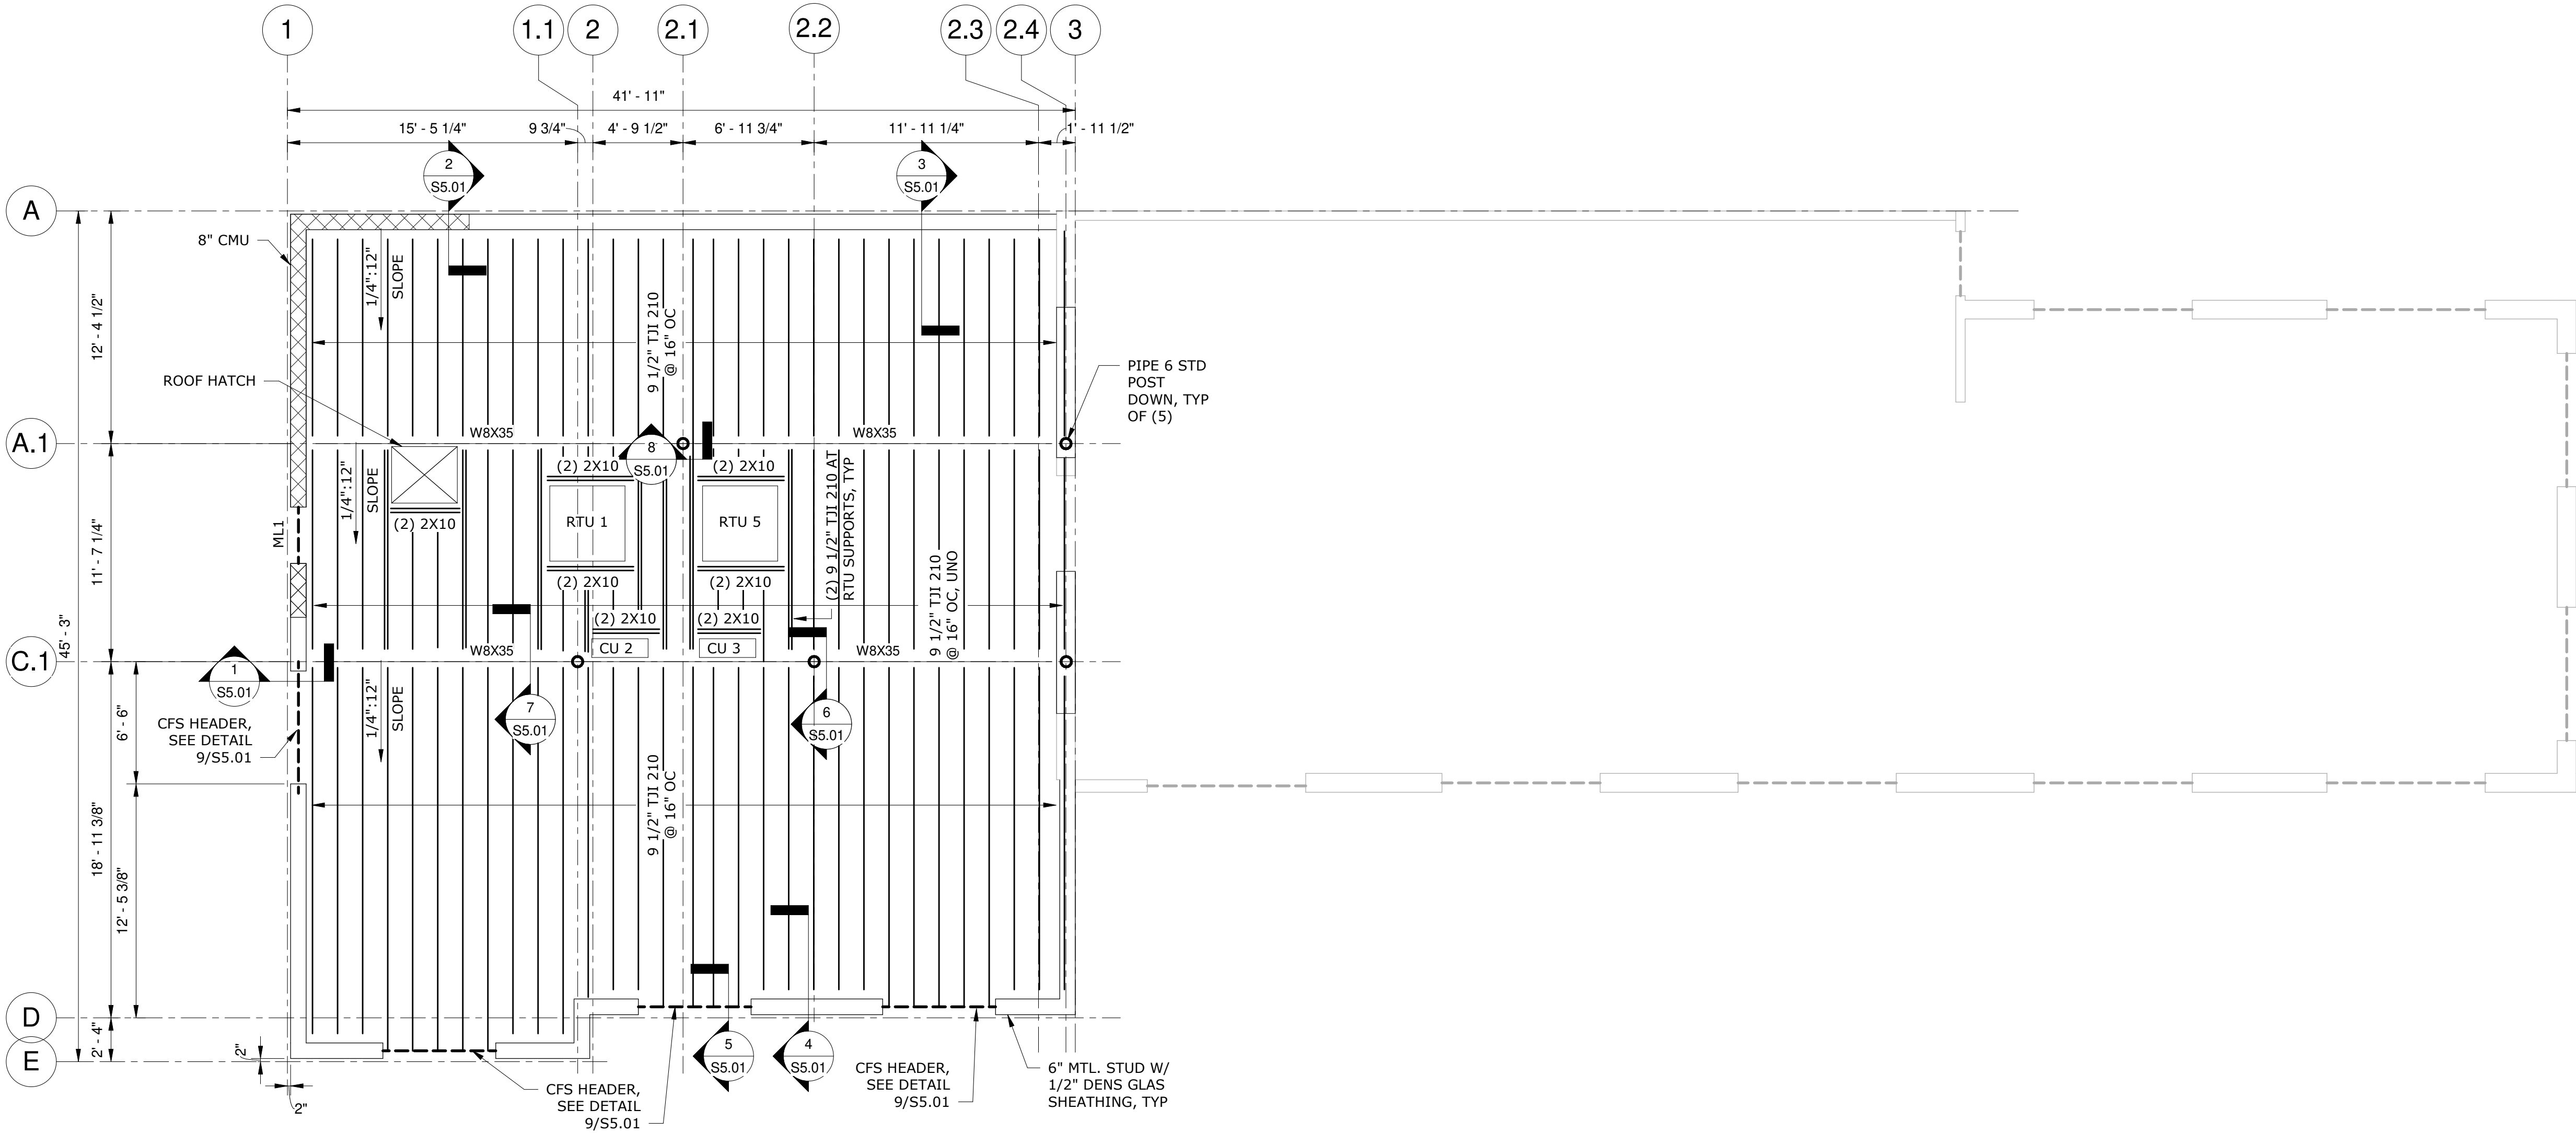 1
1.1
2
2.1
2.2
2.3
2.4
3
41' - 11"
15' - 5 1/4"
9 3/4"
4' - 9 1/2"
6' - 11 3/4"
11' - 11 1/4"
1' - 11 1/2"
2
S5.01
3
S5.01
A
8" CMU
1/4":12"
SLOPE
12' - 4 1/2"
9 1/2" TJI 210
@ 16" OC
ROOF HATCH
PIPE 6 STD
POST
DOWN, TYP
OF (5)
A.1
W8X35
W8X35
8
S5.01
(2) 2X10
(2) 2X10
1/4":12"
SLOPE
(2) 9 1/2" TJI 210 AT
RTU SUPPORTS, TYP
ML1
(2) 2X10
RTU 1
RTU 5
11' - 7 1/4"
45' - 3"
(2) 2X10
(2) 2X10
9 1/2" TJI 210
@ 16" OC, UNO
(2) 2X10
(2) 2X10
CU 2
CU 3
C.1
W8X35
W8X35
1
S5.01
1/4":12"
SLOPE
7
S5.01
6
S5.01
CFS HEADER,
SEE DETAIL
9/S5.01
6' - 6"
9 1/2" TJI 210
@ 16" OC
18' - 11 3/8"
12' - 5 3/8"
D
2' - 4"
E
2"
2"
5
S5.01
4
S5.01
CFS HEADER,
SEE DETAIL
9/S5.01
CFS HEADER,
SEE DETAIL
9/S5.01
6" MTL. STUD W/
1/2" DENS GLAS
SHEATHING, TYP